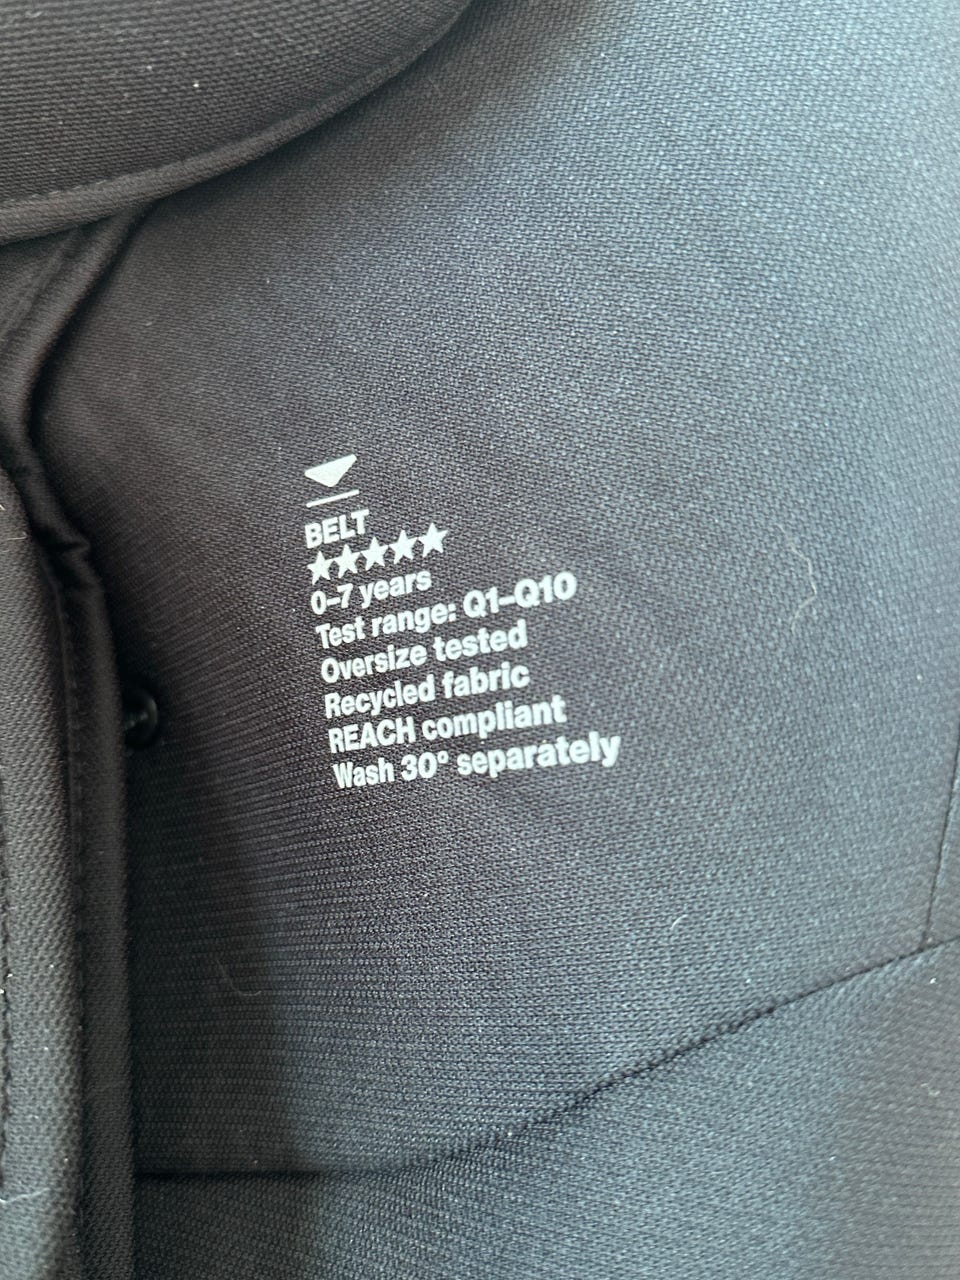 BELT
★★★★★
0–7 years
Test range: Q1–Q10
Oversize tested
Recycled fabric
REACH compliant
Wash 30° separately